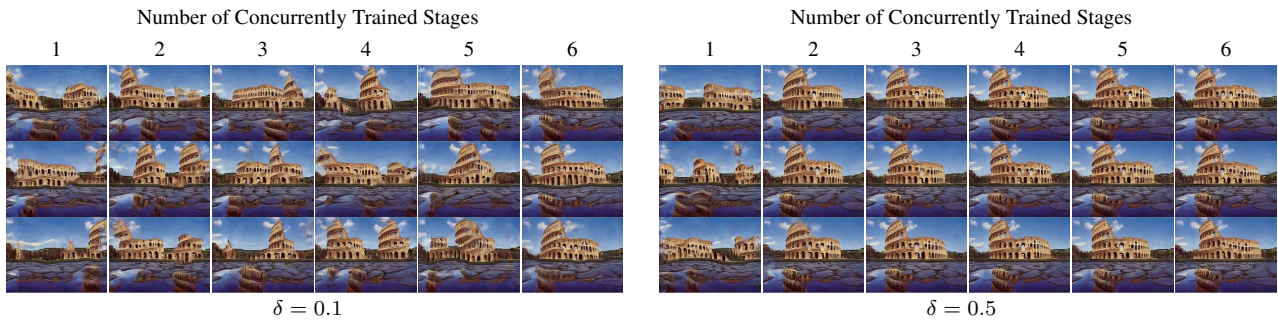 Number of Concurrently Trained Stages
1 2 3 4 5 6
δ = 0.1
Number of Concurrently Trained Stages
1 2 3 4 5 6
δ = 0.5